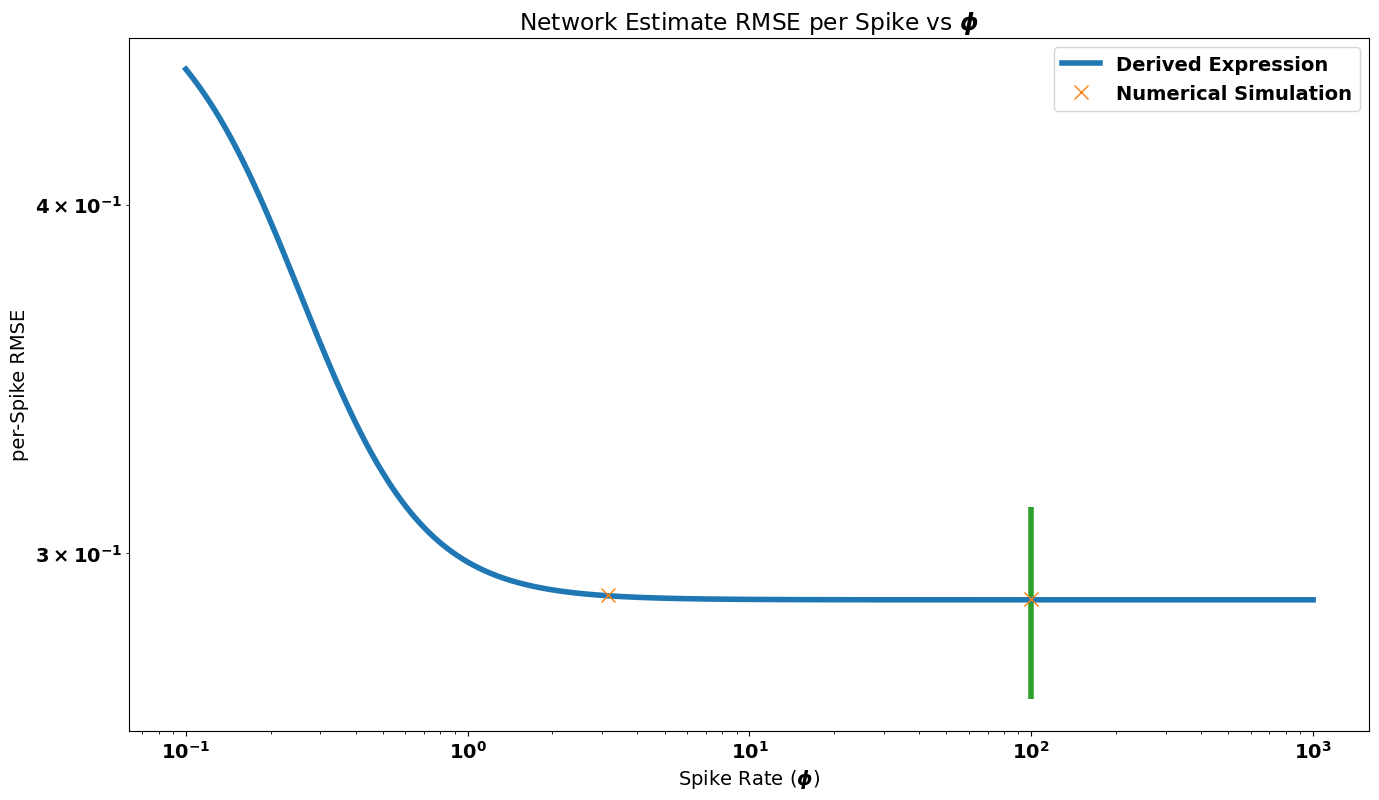 Network Estimate RMSE per Spike vs ϕ
Derived Expression
Numerical Simulation
per-Spike RMSE
4 × 10⁻¹
3 × 10⁻¹
10⁻¹ 10⁰ 10¹ 10² 10³
Spike Rate (ϕ)